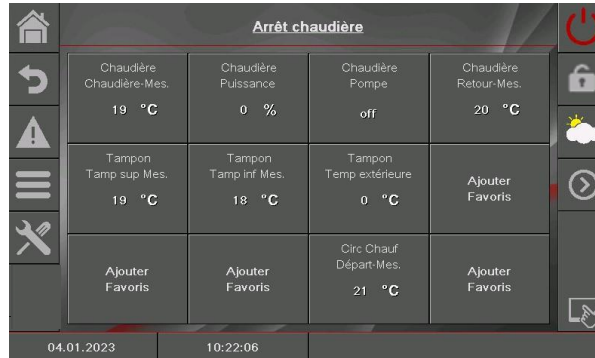 Arrêt chaudière
Chaudière
Chaudière-Mes.
19 °C
Chaudière
Puissance
0 %
Chaudière
Pompe
off
Chaudière
Retour-Mes.
20 °C
Tampon
Tamp sup Mes.
19 °C
Tampon
Tamp inf Mes.
18 °C
Tampon
Temp extérieure
0 °C
Ajouter
Favoris
Ajouter
Favoris
Ajouter
Favoris
Circ Chauf
Départ-Mes.
21 °C
Ajouter
Favoris
04.01.2023
10:22:06